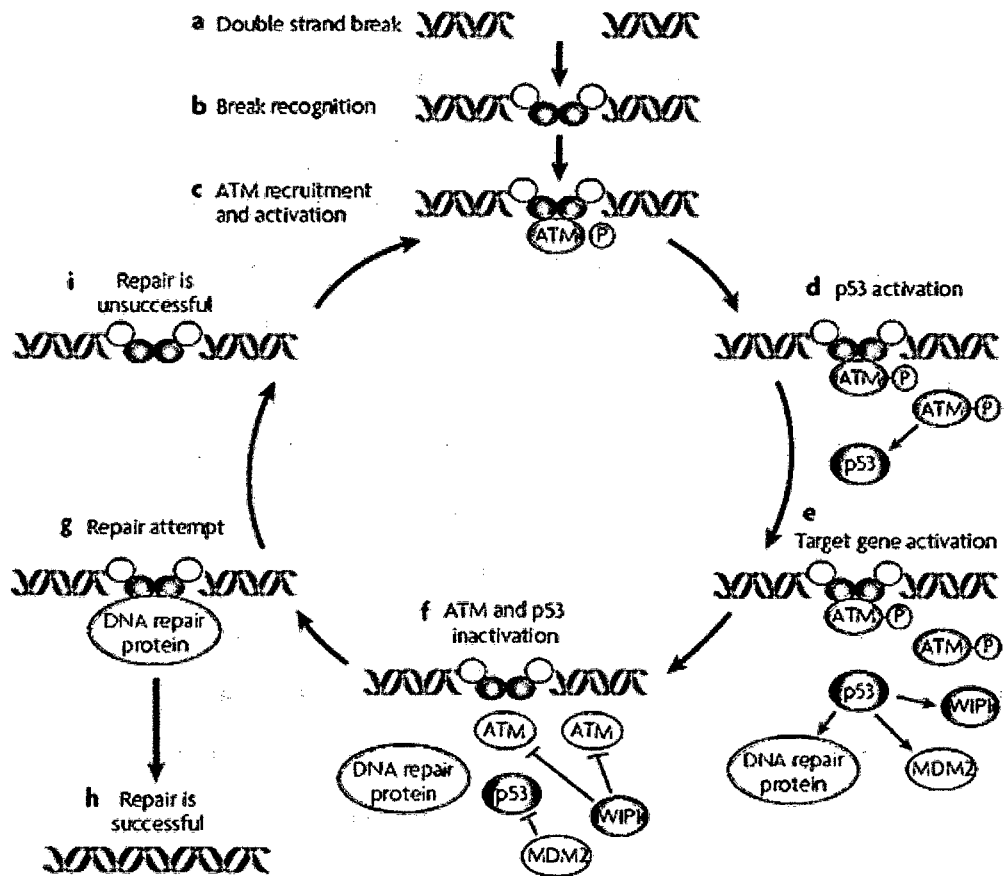 a Double strand break
b Break recognition
c ATM recruitment
and activation
ATM P
d p53 activation
ATM P
ATM P
p53
e
Target gene activation
ATM P
ATM P
p53
WIPI
DNA repair
protein
MDM2
f ATM and p53
inactivation
ATM ATM
DNA repair
protein
p53
WIPI
MDM2
g Repair attempt
DNA repair
protein
h Repair is
successful
i Repair is
unsuccessful